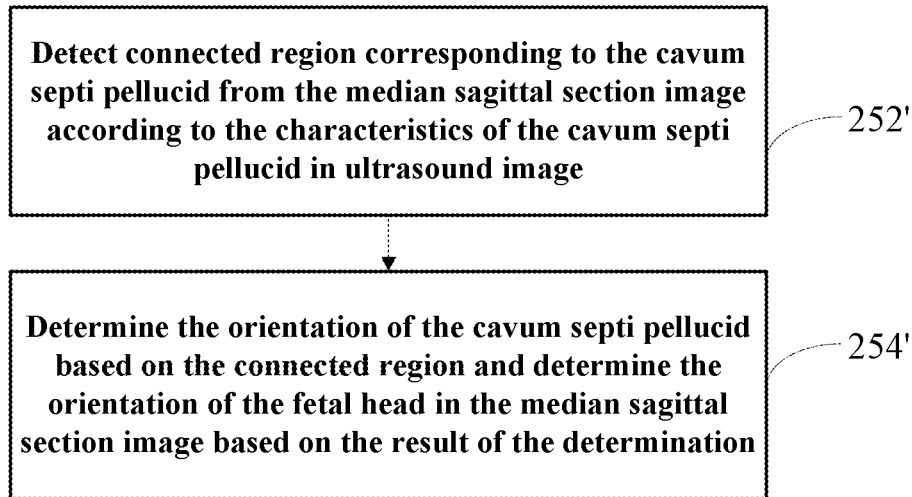 Detect connected region corresponding to the cavum
septi pellucid from the median sagittal section image
according to the characteristics of the cavum septi
pellucid in ultrasound image
252'
Determine the orientation of the cavum septi pellucid
based on the connected region and determine the
orientation of the fetal head in the median sagittal
section image based on the result of the determination
254'